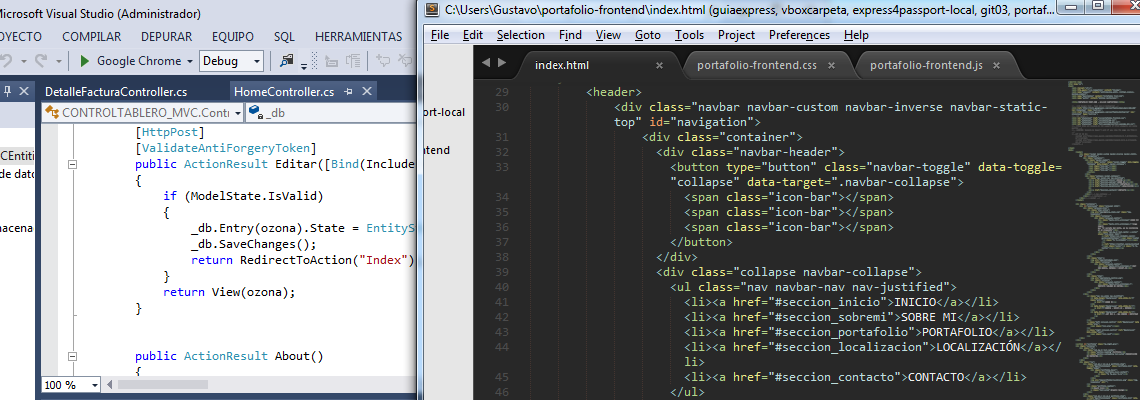 Microsoft Visual Studio (Administrador)
OYECTO COMPILAR DEPURAR EQUIPO SQL HERRAMIENTAS
Google Chrome Debug
DetalleFacturaController.cs HomeController.cs
CONTROLTABLERO_MVC.Contr _db
CEntiti
de dato
macena
[HttpPost]
[ValidateAntiForgeryToken]
public ActionResult Editar([Bind(Include
{
if (ModelState.IsValid)
{
_db.Entry(ozona).State = EntitySt
_db.SaveChanges();
return RedirectToAction("Index")
}
return View(ozona);
}
public ActionResult About()
{
100 %
C:\Users\Gustavo\portafolio-frontend\index.html (guiaexpress, vboxcarpeta, express4passport-local, git03, portaf...
File Edit Selection Find View Goto Tools Project Preferences Help
index.html portafolio-frontend.css portafolio-frontend.js
ort-local
ntend
29 <header>
30 <div class="navbar navbar-custom navbar-inverse navbar-static-
top" id="navigation">
31 <div class="container">
32 <div class="navbar-header">
33 <button type="button" class="navbar-toggle" data-toggle=
"collapse" data-target=".navbar-collapse">
34 <span class="icon-bar"></span>
35 <span class="icon-bar"></span>
36 <span class="icon-bar"></span>
37 </button>
38 </div>
39 <div class="collapse navbar-collapse">
40 <ul class="nav navbar-nav nav-justified">
41 <li><a href="#seccion_inicio">INICIO</a></li>
42 <li><a href="#seccion_sobremi">SOBRE MI</a></li>
43 <li><a href="#seccion_portafolio">PORTAFOLIO</a></li>
44 <li><a href="#seccion_localizacion">LOCALIZACIÓN</a></
li>
45 <li><a href="#seccion_contacto">CONTACTO</a></li>
46 </ul>